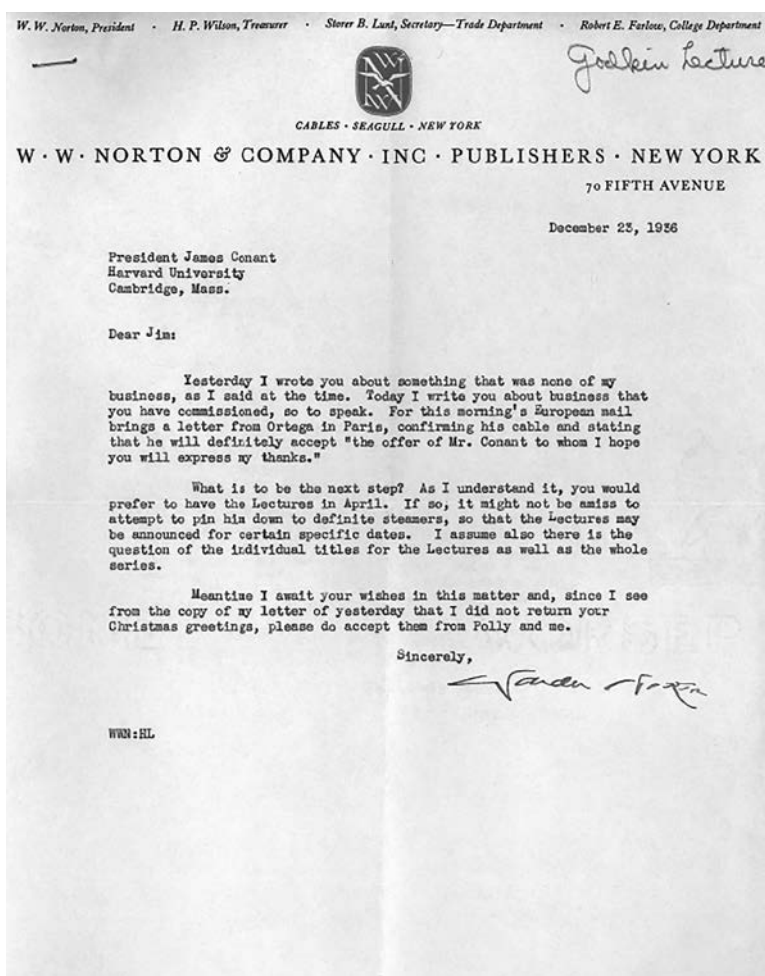 W. W. Norton, President · H. P. Wilson, Treasurer · Storer B. Lunt, Secretary—Trade Department · Robert E. Farlow, College Department
Godkin Lecture
CABLES · SEAGULL · NEW YORK
W · W · NORTON & COMPANY · INC · PUBLISHERS · NEW YORK
70 FIFTH AVENUE
December 23, 1936
President James Conant
Harvard University
Cambridge, Mass.
Dear Jim:
Yesterday I wrote you about something that was none of my
business, as I said at the time. Today I write you about business that
you have commissioned, so to speak. For this morning's European mail
brings a letter from Ortega in Paris, confirming his cable and stating
that he will definitely accept "the offer of Mr. Conant to whom I hope
you will express my thanks."
What is to be the next step? As I understand it, you would
prefer to have the Lectures in April. If so, it might not be amiss to
attempt to pin him down to definite steamers, so that the Lectures may
be announced for certain specific dates. I assume also there is the
question of the individual titles for the Lectures as well as the whole
series.
Meantime I await your wishes in this matter and, since I see
from the copy of my letter of yesterday that I did not return your
Christmas greetings, please do accept them from Polly and me.
Sincerely,
WWN:HL